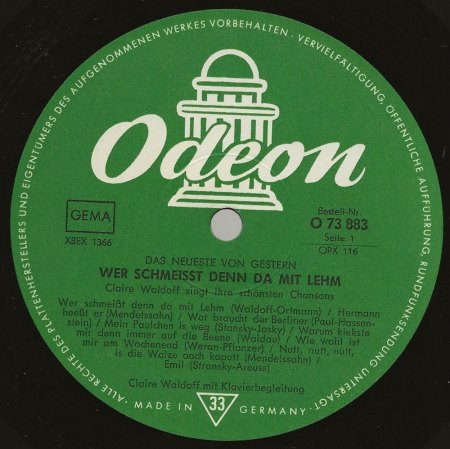 ALLE RECHTE DES PLATTENHERSTELLERS UND EIGENTÜMERS DES AUFGENOMMENEN WERKES VORBEHALTEN · VERVIELFÄLTIGUNG, ÖFFENTLICHE AUFFÜHRUNG, RUNDFUNKSENDUNG UNTERSAGT
Odeon
GEMA
XBEX 1366
Bestell-Nr.
O 73 883
Seite 1
OPX 116
DAS NEUESTE VON GESTERN
WER SCHMEISST DENN DA MIT LEHM
Claire Waldoff singt ihre schönsten Chansons
Wer schmeißt denn da mit Lehm (Waldoff-Ortmann) / Hermann
heeßt er (Mendelssohn) / Wat braucht der Berliner (Paul-Hassen-
stein) / Mein Paulchen is weg (Stansky-Josky) / Warum kiekste
mir denn immer auf die Beene (Waldau) / Wie wohl ist
mir am Wochenend (Weran-Pflanzer) / Nutt, nutt, nutt,
is die Walze ooch kaputt (Mendelssohn) /
Emil (Stransky-Arauss)
Claire Waldoff mit Klavierbegleitung
33
MADE IN GERMANY